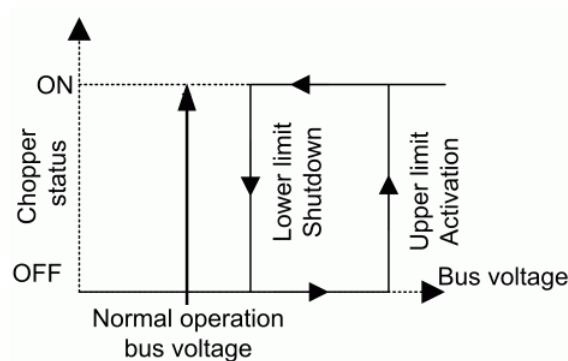 ON
Chopper
status
OFF
Lower limit
Shutdown
Upper limit
Activation
Bus voltage
Normal operation
bus voltage